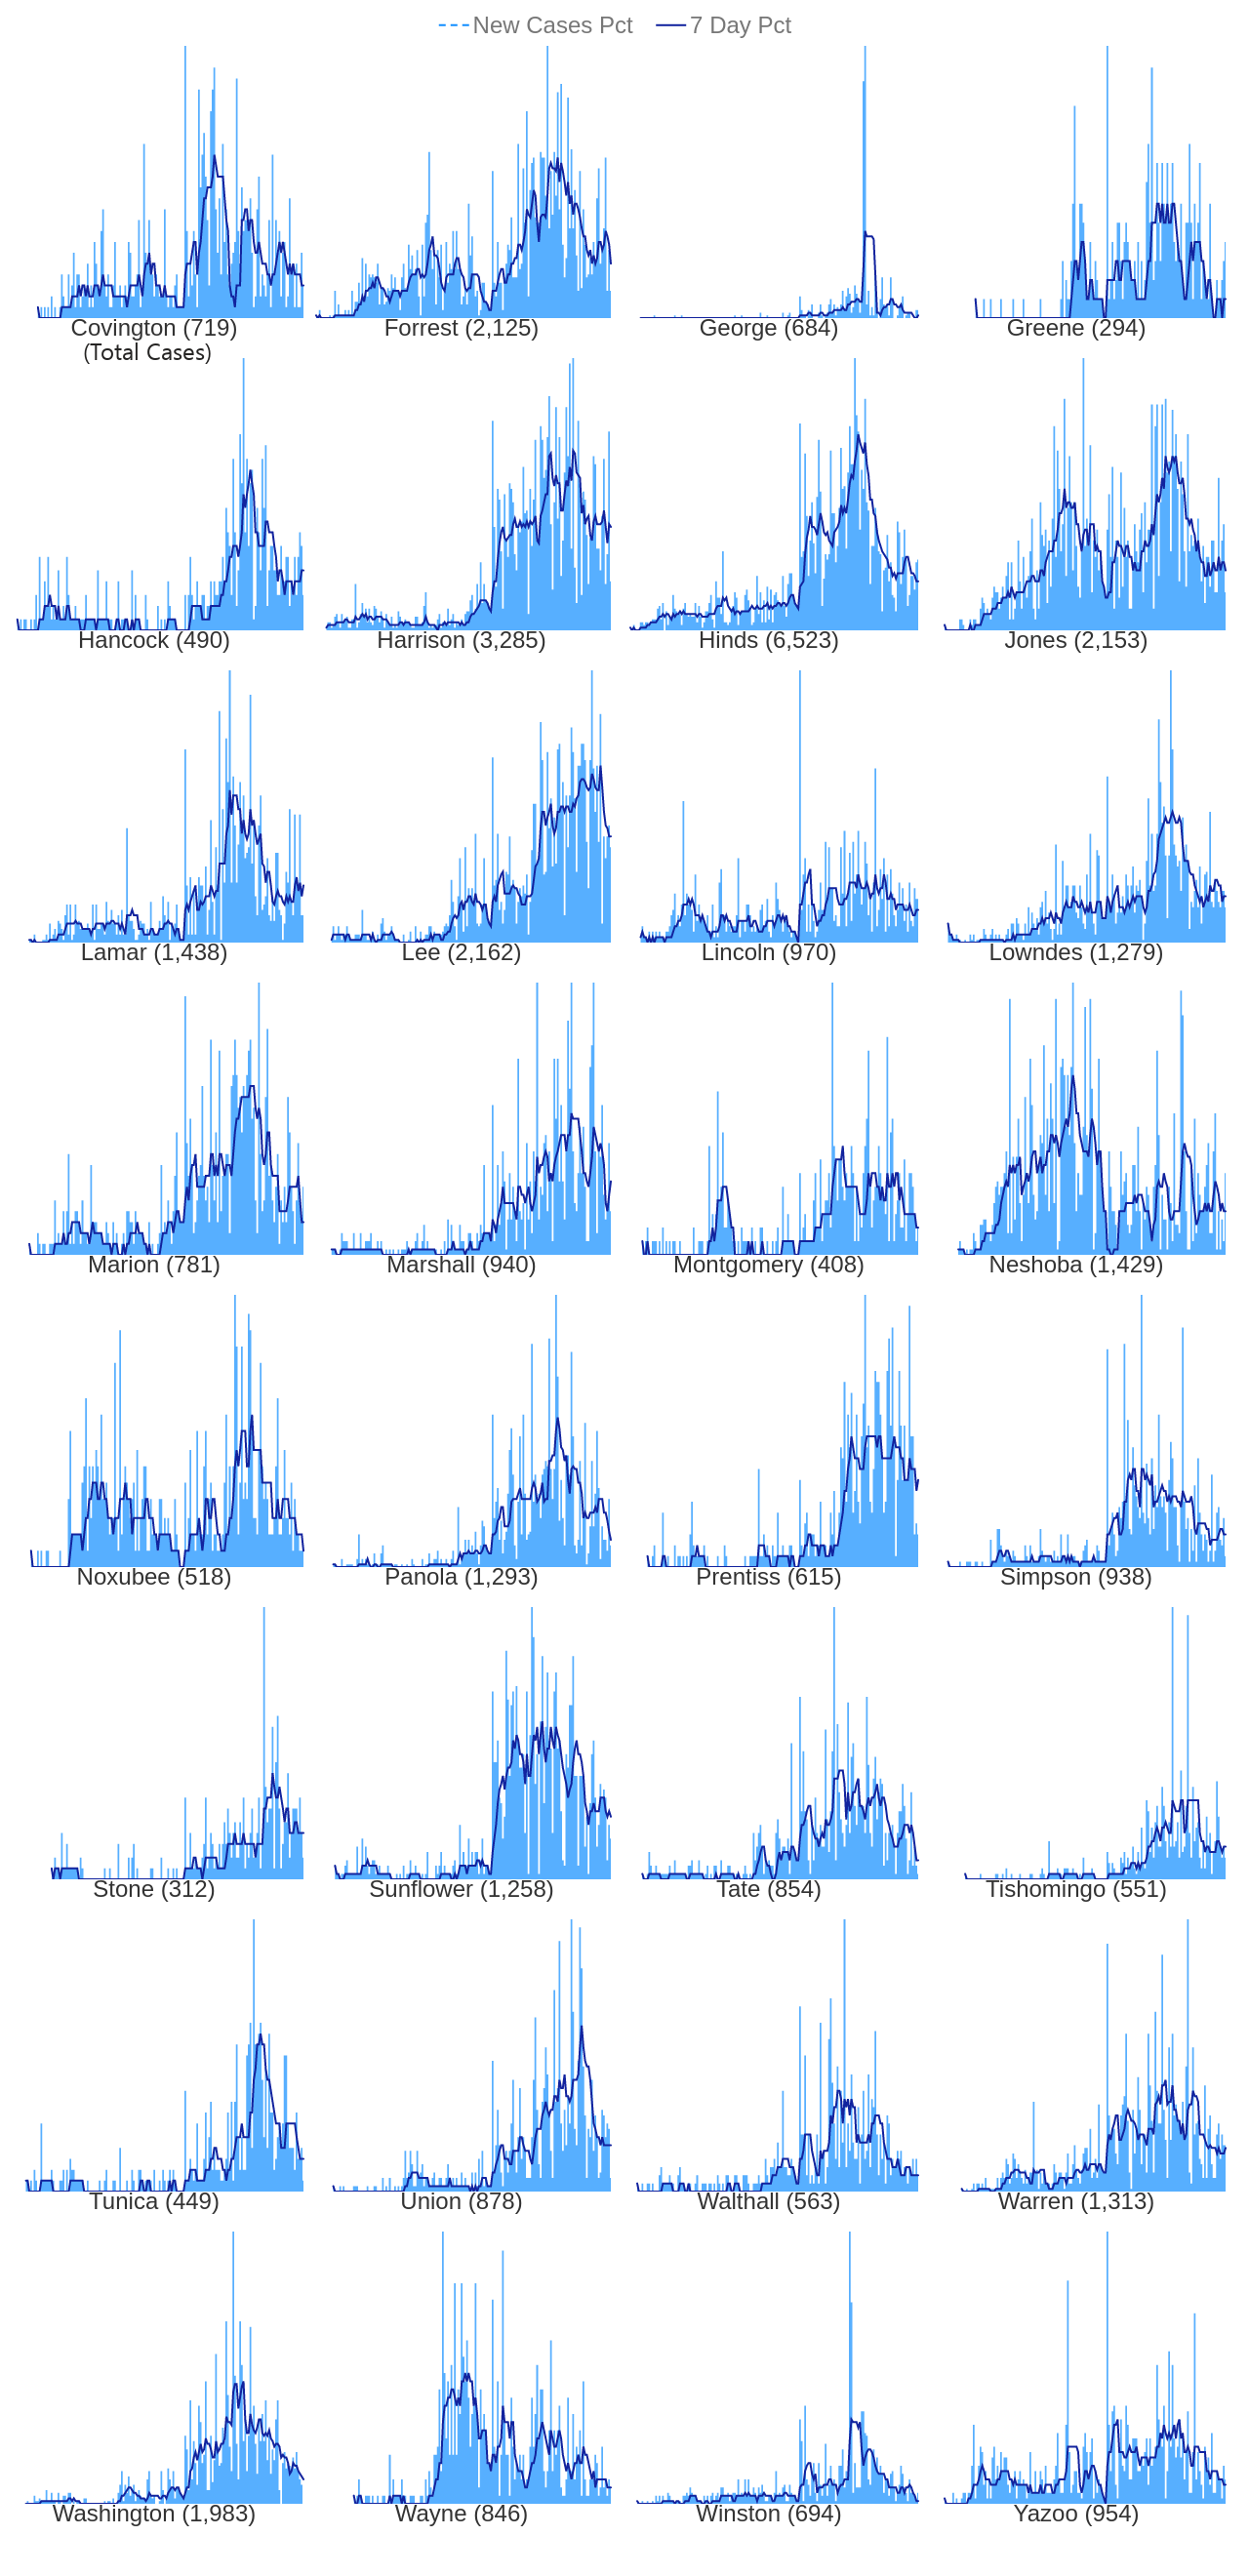 New Cases Pct 7 Day Pct
Covington (719) Forrest (2,125) George (684) Greene (294)
(Total Cases)
Hancock (490) Harrison (3,285) Hinds (6,523) Jones (2,153)
Lamar (1,438) Lee (2,162) Lincoln (970) Lowndes (1,279)
Marion (781) Marshall (940) Montgomery (408) Neshoba (1,429)
Noxubee (518) Panola (1,293) Prentiss (615) Simpson (938)
Stone (312) Sunflower (1,258) Tate (854) Tishomingo (551)
Tunica (449) Union (878) Walthall (563) Warren (1,313)
Washington (1,983) Wayne (846) Winston (694) Yazoo (954)